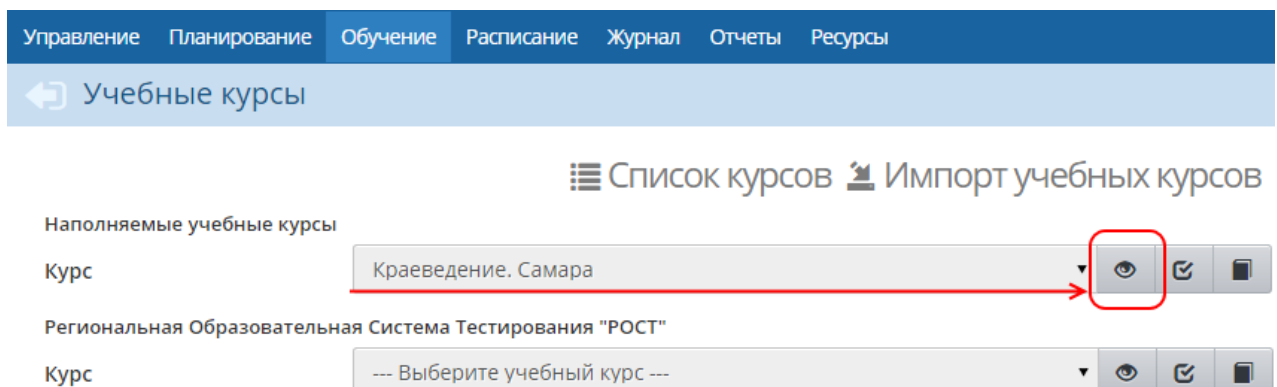 Управление Планирование Обучение Расписание Журнал Отчеты Ресурсы
Учебные курсы
Список курсов Импорт учебных курсов
Наполняемые учебные курсы
Курс Краеведение. Самара
Региональная Образовательная Система Тестирования "РОСТ"
Курс --- Выберите учебный курс ---